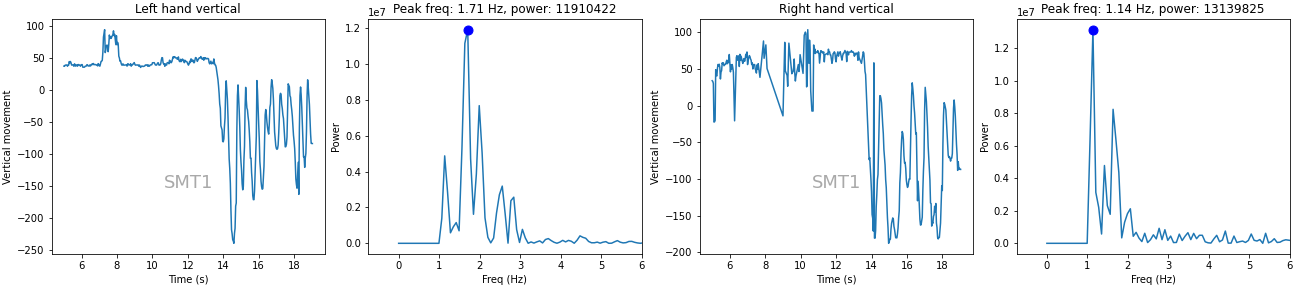 Left hand vertical
Vertical movement
100
50
0
−50
−100
−150
−200
−250
SMT1
6 8 10 12 14 16 18
Time (s)
1e7
Peak freq: 1.71 Hz, power: 11910422
Power
1.2
1.0
0.8
0.6
0.4
0.2
0.0
0 1 2 3 4 5 6
Freq (Hz)
Right hand vertical
Vertical movement
100
50
0
−50
−100
−150
−200
SMT1
6 8 10 12 14 16 18
Time (s)
1e7
Peak freq: 1.14 Hz, power: 13139825
Power
1.2
1.0
0.8
0.6
0.4
0.2
0.0
0 1 2 3 4 5 6
Freq (Hz)